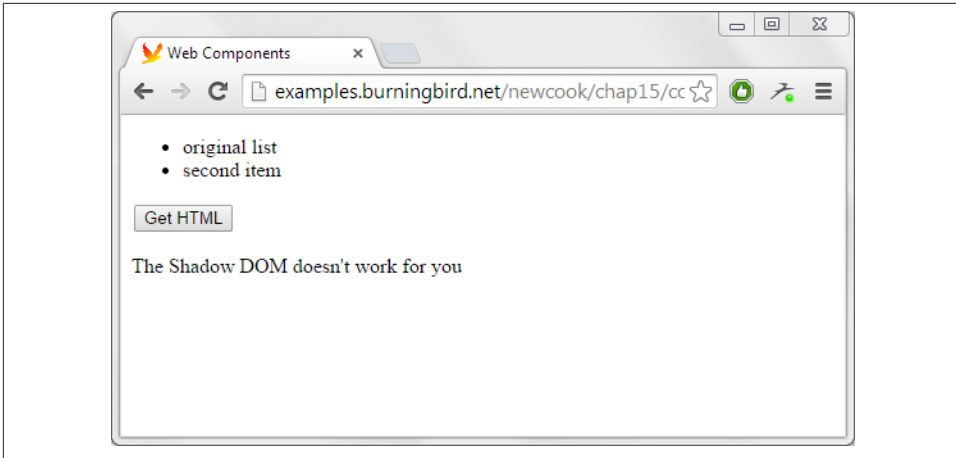 Web Components
examples.burningbird.net/newcook/chap15/cc
• original list
• second item
Get HTML
The Shadow DOM doesn't work for you